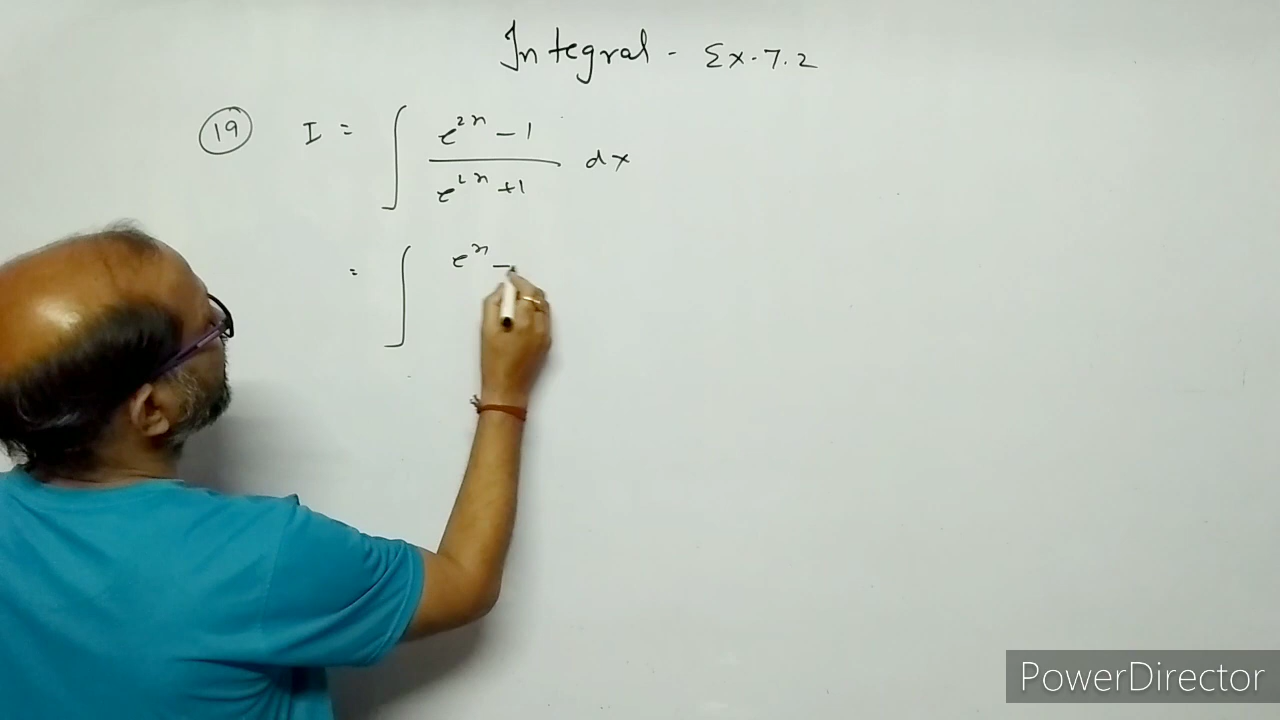 Integral - Ex. 7.2
(19) I = ∫ (e^{2x} - 1)/(e^{2x} + 1) dx
= ∫ e^x -
PowerDirector